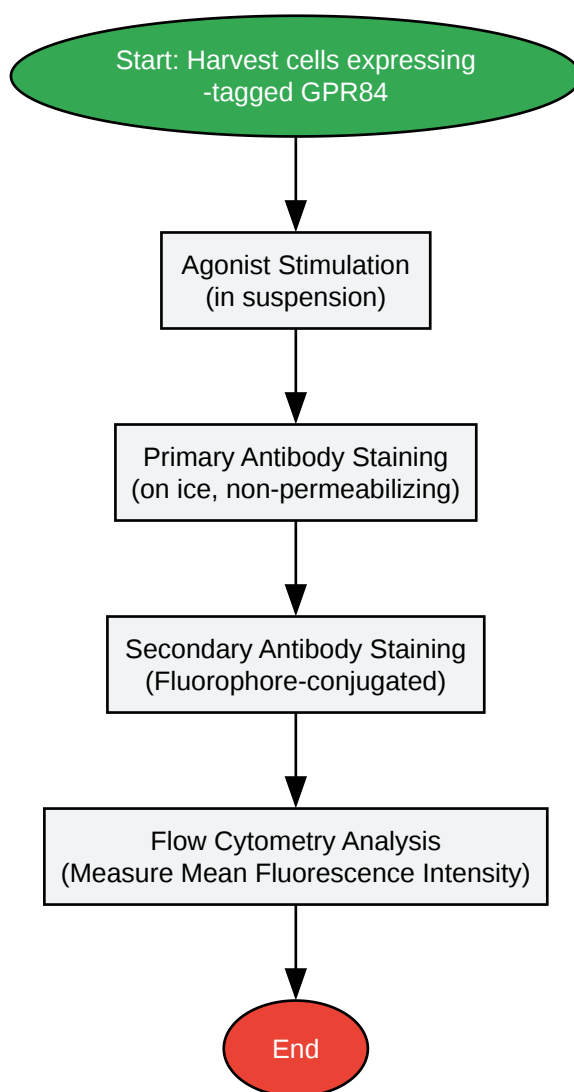 Start: Harvest cells expressing
-tagged GPR84
Agonist Stimulation
(in suspension)
Primary Antibody Staining
(on ice, non-permeabilizing)
Secondary Antibody Staining
(Fluorophore-conjugated)
Flow Cytometry Analysis
(Measure Mean Fluorescence Intensity)
End